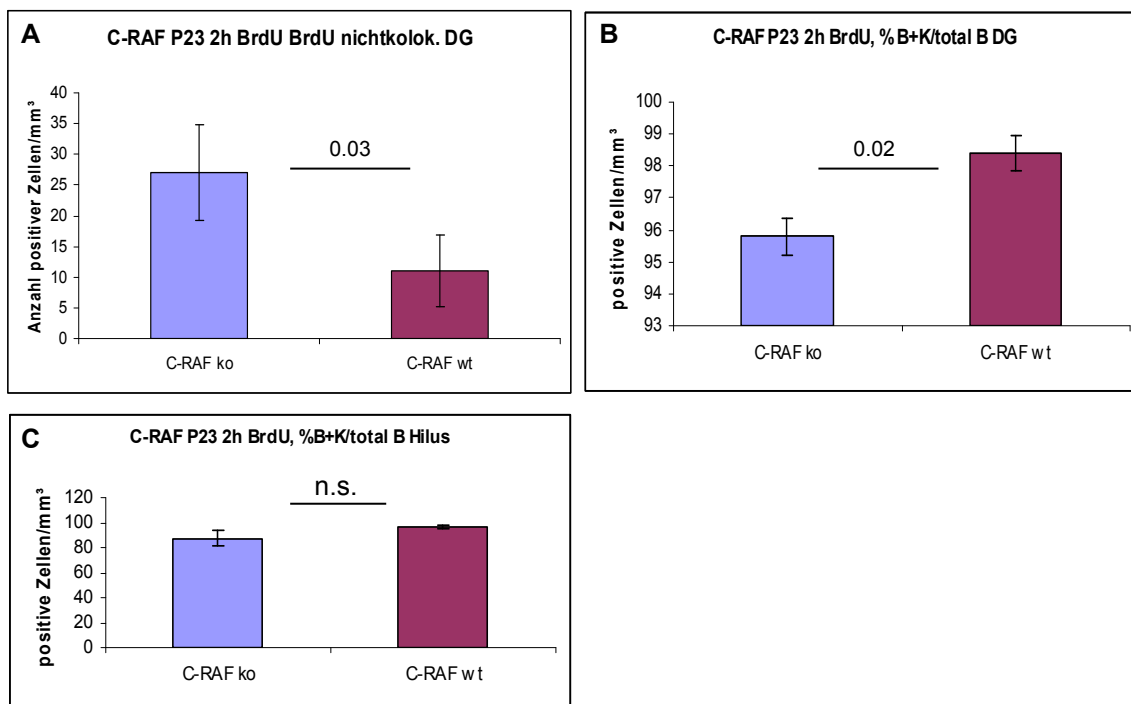 A
C-RAF P23 2h BrdU BrdU nichtkolok. DG
Anzahl positiver Zellen/mm³
40
35
30
25
20
15
10
5
0
0.03
C-RAF ko
C-RAF wt
B
C-RAF P23 2h BrdU, %B+K/total B DG
positive Zellen/mm³
100
99
98
97
96
95
94
93
0.02
C-RAF ko
C-RAF wt
C
C-RAF P23 2h BrdU, %B+K/total B Hilus
positive Zellen/mm³
120
100
80
60
40
20
0
n.s.
C-RAF ko
C-RAF wt